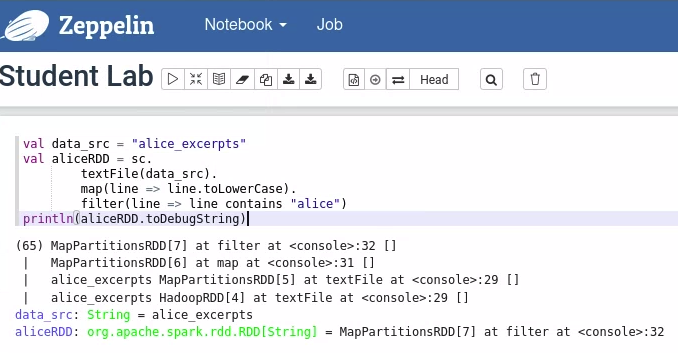 Zeppelin Notebook Job
Student Lab Head
val data_src = "alice_excerpts"
val aliceRDD = sc.
textFile(data_src).
map(line => line.toLowerCase).
filter(line => line contains "alice")
println(aliceRDD.toDebugString)
(65) MapPartitionsRDD[7] at filter at <console>:32 []
| MapPartitionsRDD[6] at map at <console>:31 []
| alice_excerpts MapPartitionsRDD[5] at textFile at <console>:29 []
| alice_excerpts HadoopRDD[4] at textFile at <console>:29 []
data_src: String = alice_excerpts
aliceRDD: org.apache.spark.rdd.RDD[String] = MapPartitionsRDD[7] at filter at <console>:32